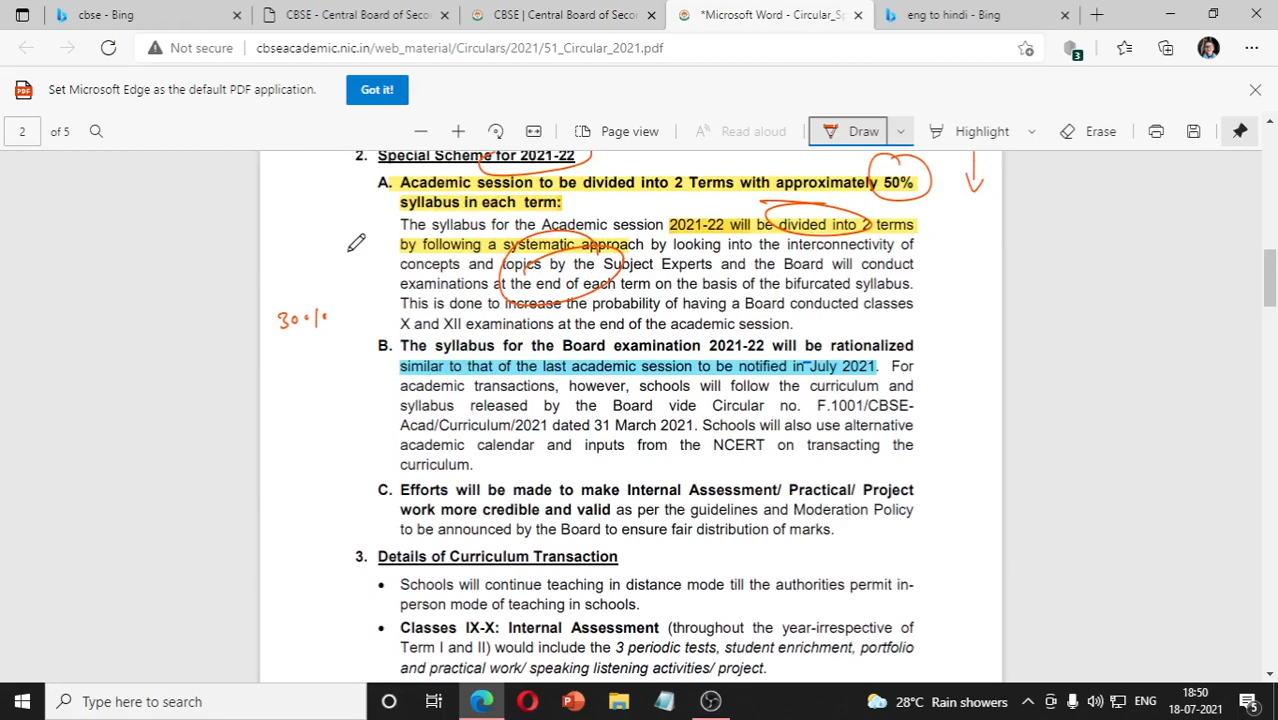 cbse - Bing
CBSE - Central Board of Secon
CBSE | Central Board of Secon
*Microsoft Word - Circular_Sp
eng to hindi - Bing
Not secure
cbseacademic.nic.in/web_material/Circulars/2021/51_Circular_2021.pdf
3
Set Microsoft Edge as the default PDF application.
Got it!
2 of 5
Page view
Read aloud
Draw
Highlight
Erase
2. Special Scheme for 2021-22
A. Academic session to be divided into 2 Terms with approximately 50%
syllabus in each term:
The syllabus for the Academic session 2021-22 will be divided into 2 terms
by following a systematic approach by looking into the interconnectivity of
concepts and topics by the Subject Experts and the Board will conduct
examinations at the end of each term on the basis of the bifurcated syllabus.
This is done to increase the probability of having a Board conducted classes
X and XII examinations at the end of the academic session.
30%
B. The syllabus for the Board examination 2021-22 will be rationalized
similar to that of the last academic session to be notified in July 2021. For
academic transactions, however, schools will follow the curriculum and
syllabus released by the Board vide Circular no. F.1001/CBSE-
Acad/Curriculum/2021 dated 31 March 2021. Schools will also use alternative
academic calendar and inputs from the NCERT on transacting the
curriculum.
C. Efforts will be made to make Internal Assessment/ Practical/ Project
work more credible and valid as per the guidelines and Moderation Policy
to be announced by the Board to ensure fair distribution of marks.
3. Details of Curriculum Transaction
• Schools will continue teaching in distance mode till the authorities permit in-
person mode of teaching in schools.
• Classes IX-X: Internal Assessment (throughout the year-irrespective of
Term I and II) would include the 3 periodic tests, student enrichment, portfolio
and practical work/ speaking listening activities/ project.
Type here to search
28°C Rain showers
ENG
18:50
18-07-2021
5